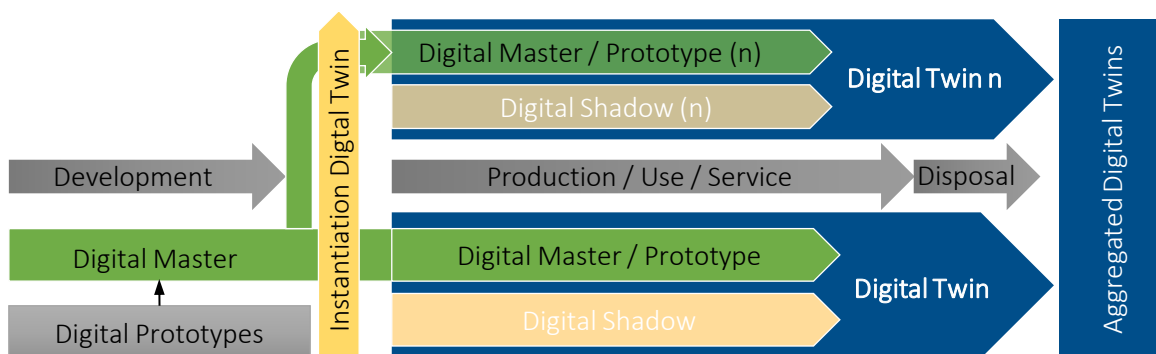 Digital Master / Prototype (n)
Digital Twin n
Digital Shadow (n)
Instantiation Digtal Twin
Development
Production / Use / Service
Disposal
Digital Master
Digital Master / Prototype
Digital Twin
Digital Shadow
Digital Prototypes
Aggregated Digital Twins